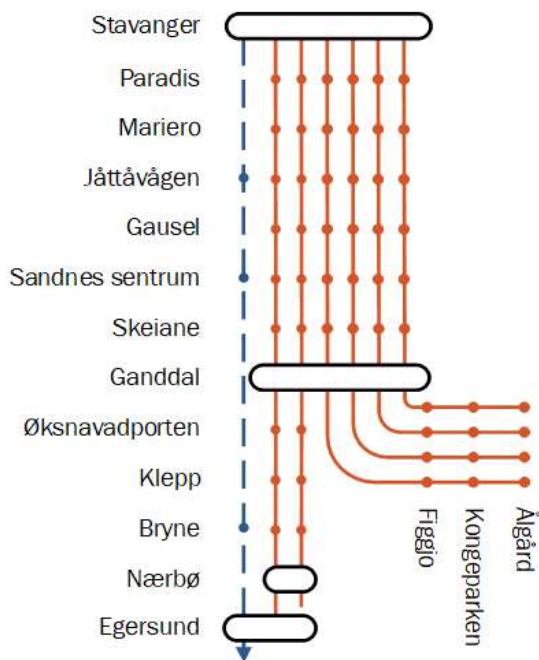 Stavanger
Paradis
Mariero
Jåttåvågen
Gausel
Sandnes sentrum
Skeiane
Ganddal
Øksnavadporten
Klepp
Bryne
Nærbø
Egersund
Figgjo
Kongeparken
Ålgård